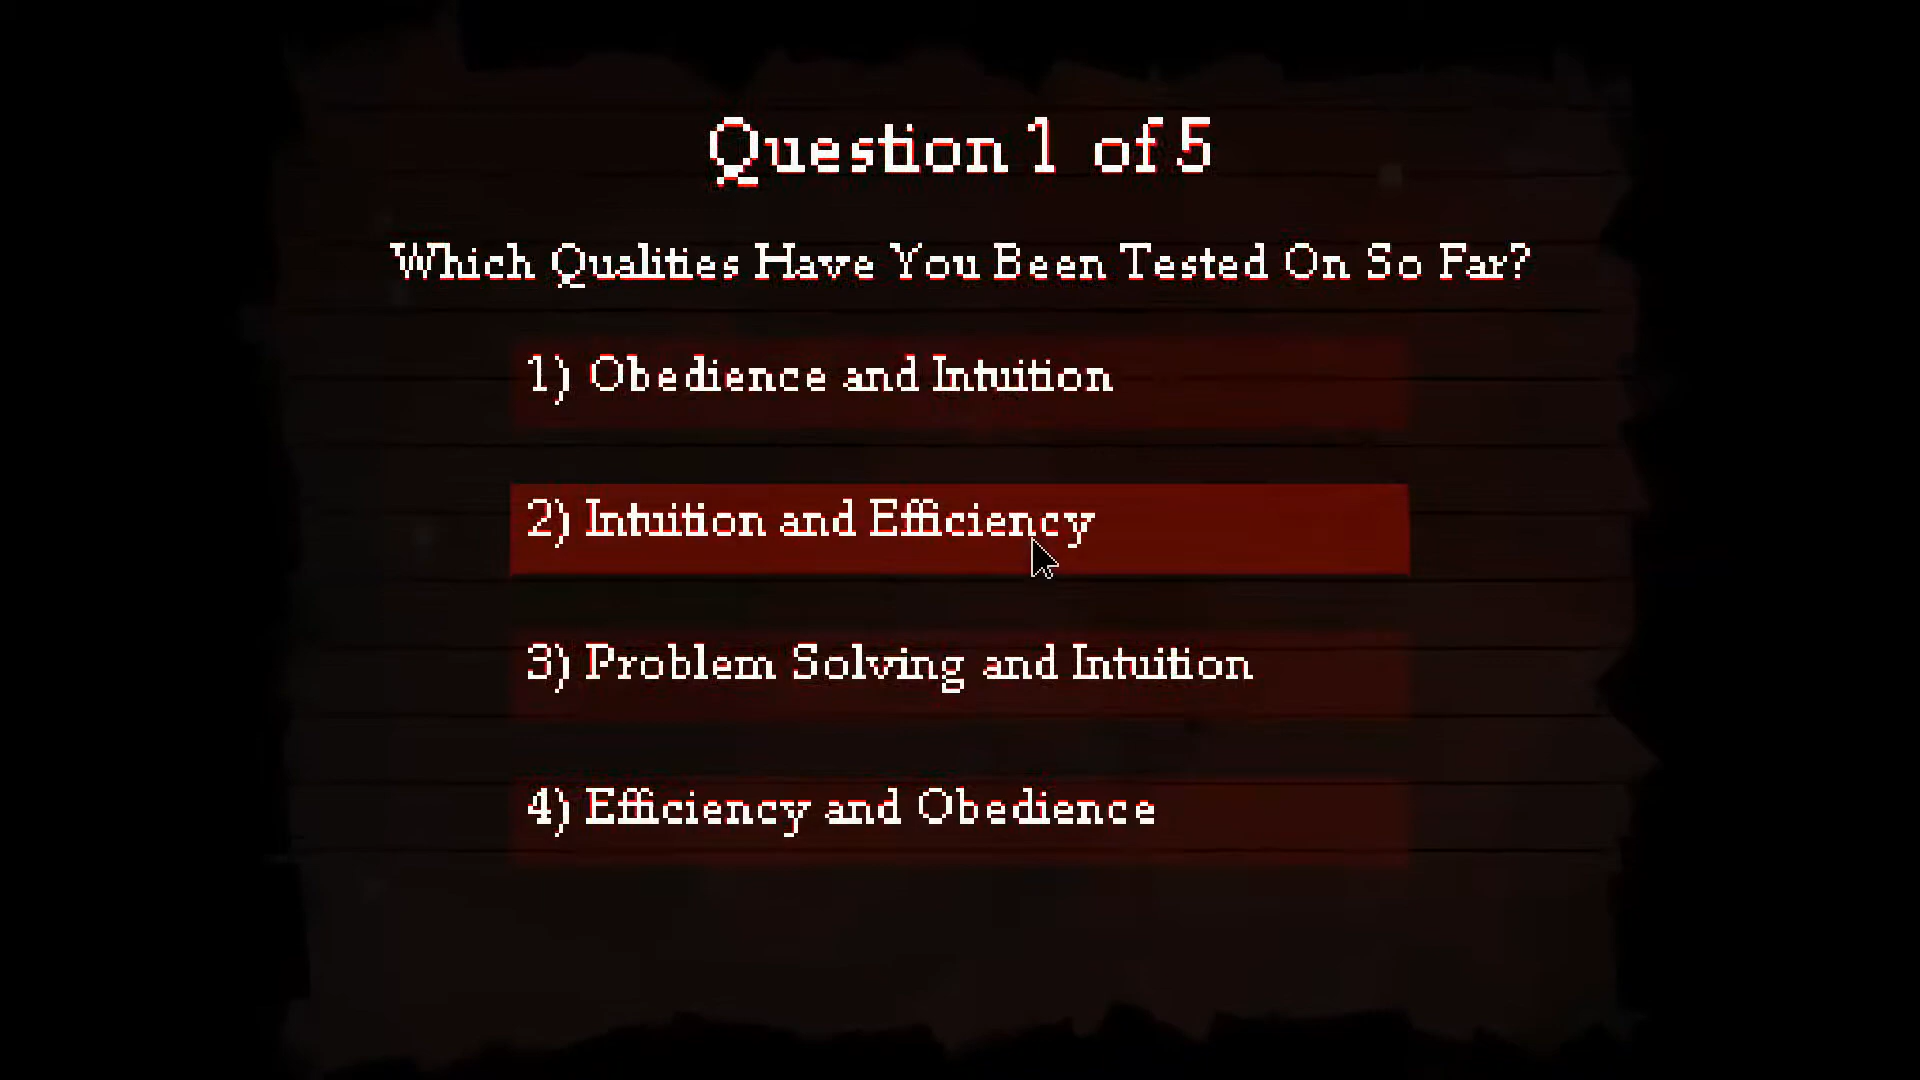 Question 1 of 5
Which Qualities Have You Been Tested On So Far?
1) Obedience and Intuition
2) Intuition and Efficiency
3) Problem Solving and Intuition
4) Efficiency and Obedience